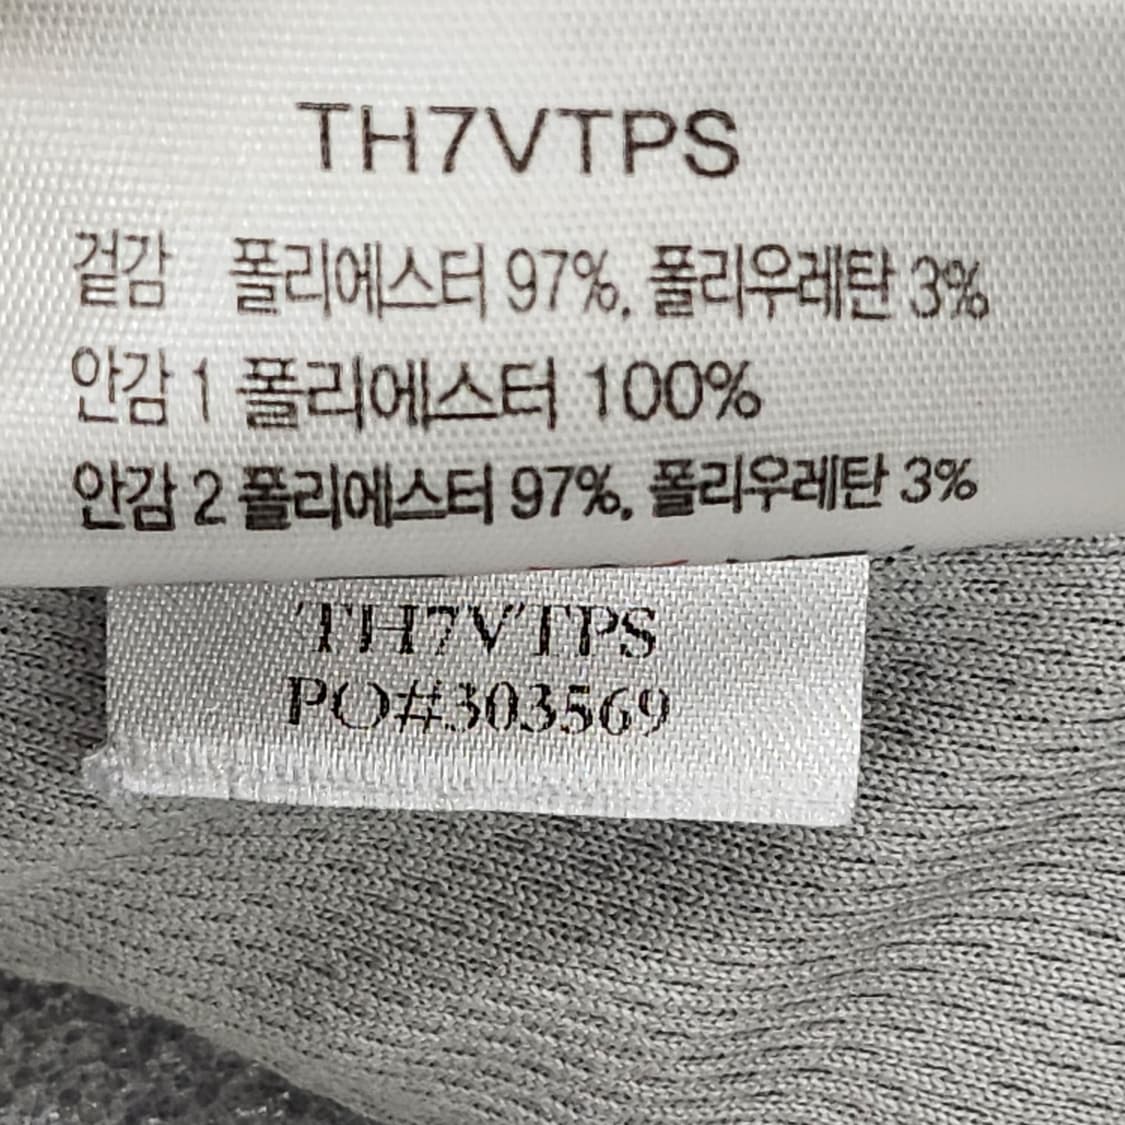 TH7VTPS
겉감 폴리에스터 97%, 폴리우레탄 3%
안감 1 폴리에스터 100%
안감 2 폴리에스터 97%, 폴리우레탄 3%
TH7VTPS
PO#303569